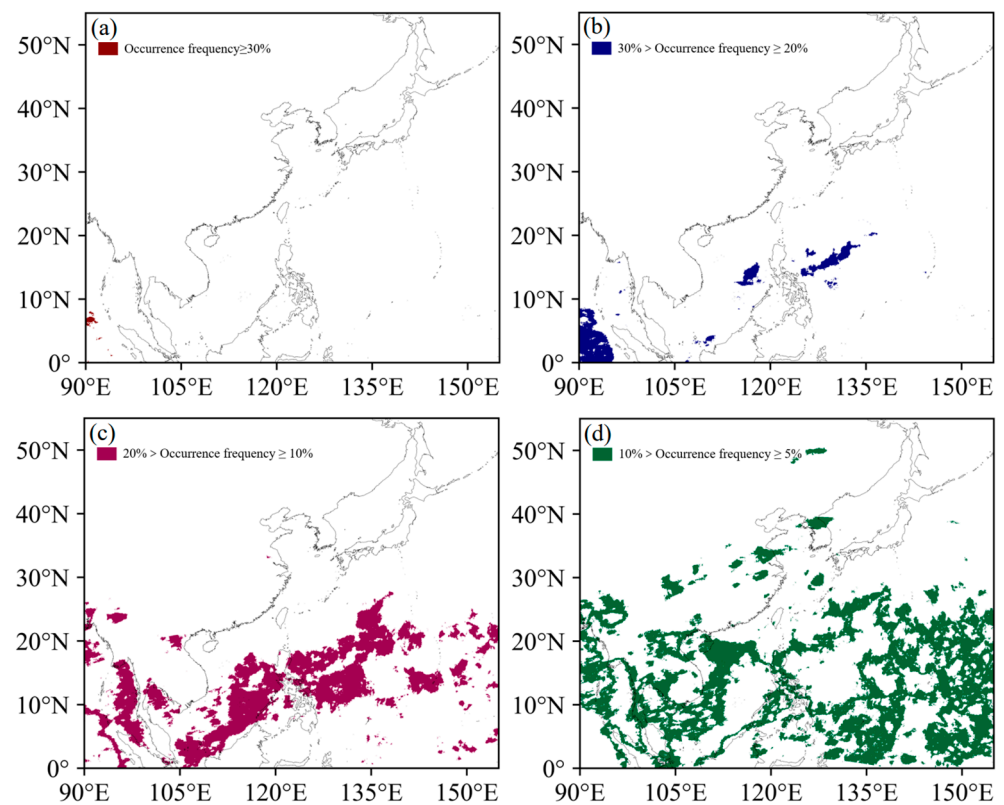 (a)
Occurrence frequency≥30%
50°N
40°N
30°N
20°N
10°N
0°
90°E 105°E 120°E 135°E 150°E
(b)
30% > Occurrence frequency ≥ 20%
50°N
40°N
30°N
20°N
10°N
0°
90°E 105°E 120°E 135°E 150°E
(c)
20% > Occurrence frequency ≥ 10%
50°N
40°N
30°N
20°N
10°N
0°
90°E 105°E 120°E 135°E 150°E
(d)
10% > Occurrence frequency ≥ 5%
50°N
40°N
30°N
20°N
10°N
0°
90°E 105°E 120°E 135°E 150°E